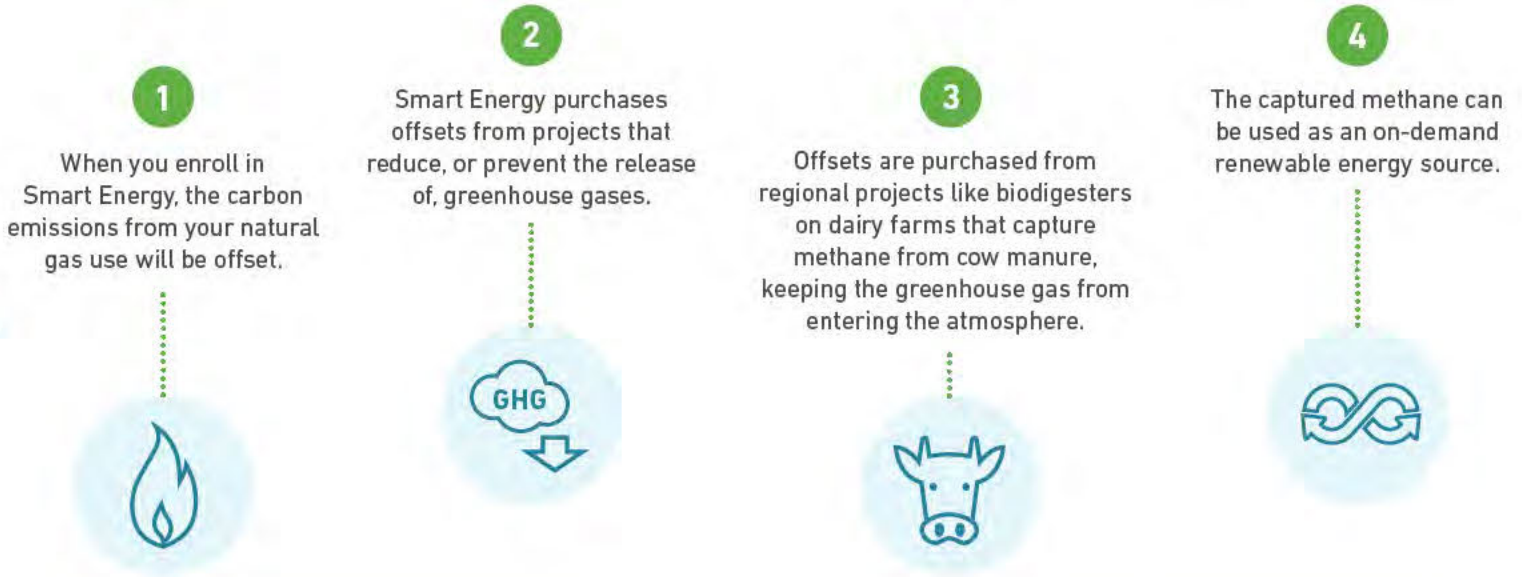 1
When you enroll in
Smart Energy, the carbon
emissions from your natural
gas use will be offset.
2
Smart Energy purchases
offsets from projects that
reduce, or prevent the release
of, greenhouse gases.
GHG
3
Offsets are purchased from
regional projects like biodigesters
on dairy farms that capture
methane from cow manure,
keeping the greenhouse gas from
entering the atmosphere.
4
The captured methane can
be used as an on-demand
renewable energy source.